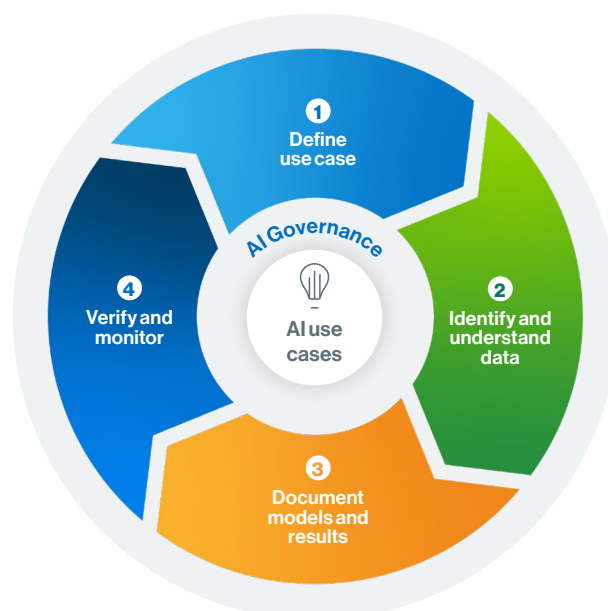 1
Define
use case
2
Identify and
understand
data
3
Document
models and
results
4
Verify and
monitor
AI Governance
AI use
cases